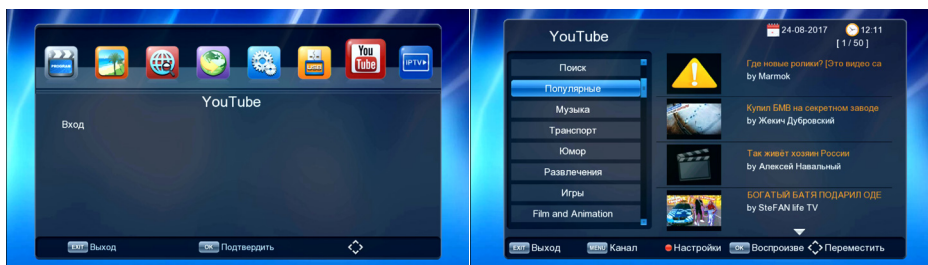 PROGRAM
You
Tube
IPTV
YouTube
Вход
EXIT Выход
OK Подтвердить
YouTube
24-08-2017
12:11
[ 1 / 50 ]
Поиск
Популярные
Музыка
Транспорт
Юмор
Развлечения
Игры
Film and Animation
Где новые ролики? [Это видео са
by Marmok
Купил БМВ на секретном заводе
by Жекич Дубровский
Так живёт хозяин России
by Алексей Навальный
БОГАТЫЙ БАТЯ ПОДАРИЛ ОДЕ
by SteFAN life TV
EXIT Выход
MENU Канал
Настройки
OK Воспроизве
Переместить